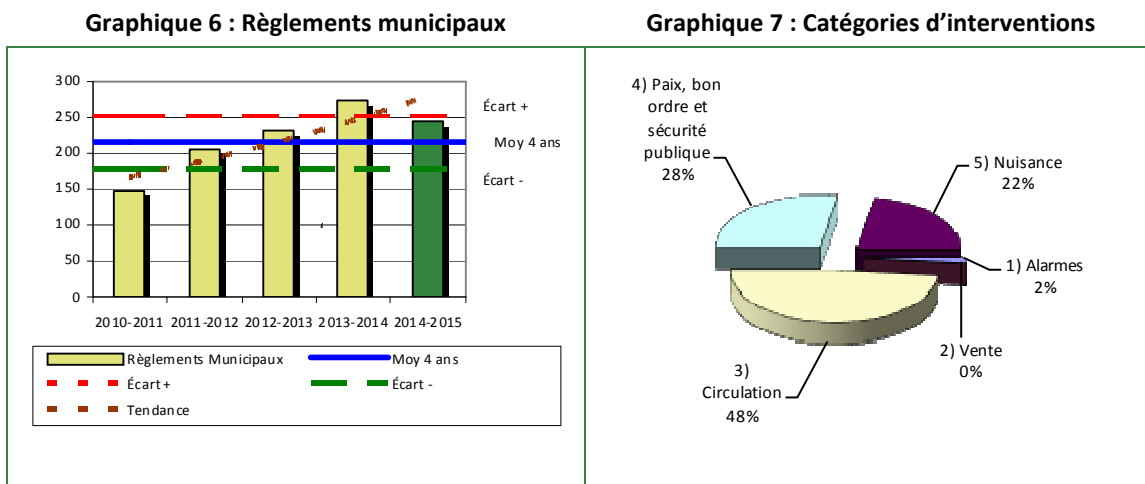 Graphique 6 : Règlements municipaux
300
250
200
150
100
50
0
Écart +
Moy 4 ans
Écart -
2010-2011 2011-2012 2012-2013 2013-2014 2014-2015
Règlements Municipaux
Moy 4 ans
Écart +
Écart -
Tendance
Graphique 7 : Catégories d'interventions
4) Paix, bon
ordre et
sécurité
publique
28%
5) Nuisance
22%
1) Alarmes
2%
2) Vente
0%
3)
Circulation
48%